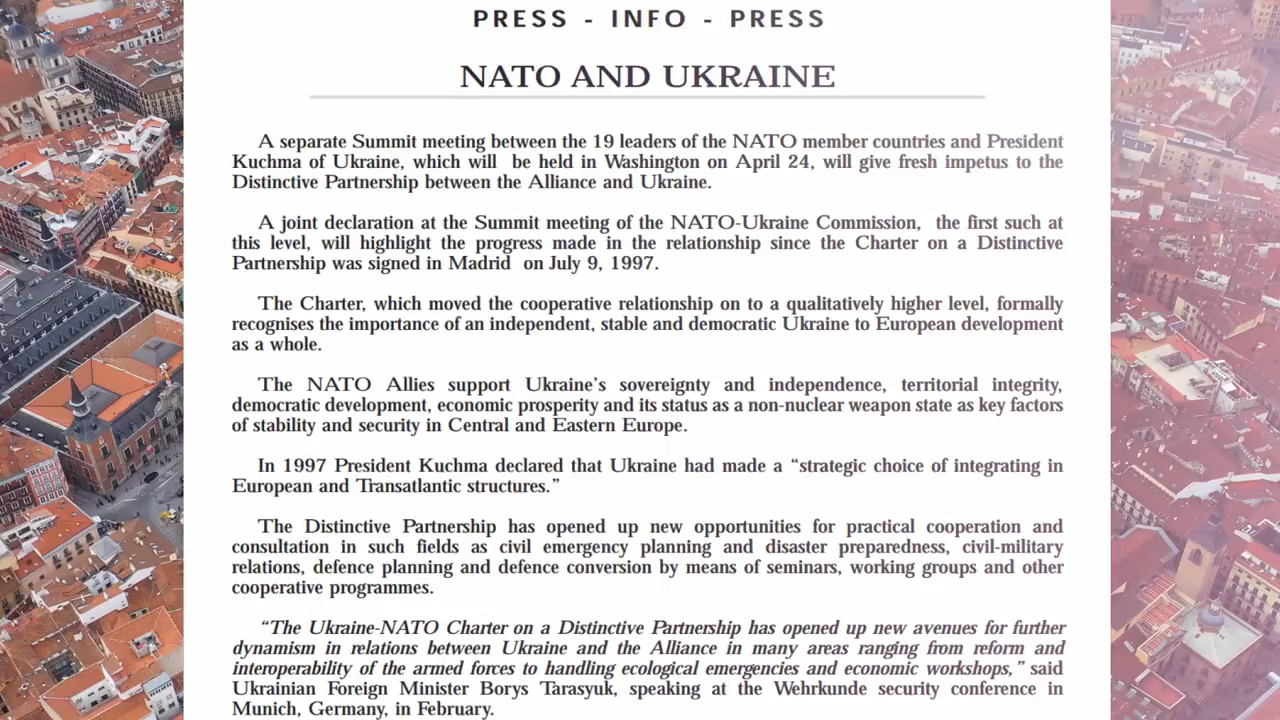 PRESS - INFO - PRESS
NATO AND UKRAINE
A separate Summit meeting between the 19 leaders of the NATO member countries and President
Kuchma of Ukraine, which will be held in Washington on April 24, will give fresh impetus to the
Distinctive Partnership between the Alliance and Ukraine.
A joint declaration at the Summit meeting of the NATO-Ukraine Commission, the first such at
this level, will highlight the progress made in the relationship since the Charter on a Distinctive
Partnership was signed in Madrid on July 9, 1997.
The Charter, which moved the cooperative relationship on to a qualitatively higher level, formally
recognises the importance of an independent, stable and democratic Ukraine to European development
as a whole.
The NATO Allies support Ukraine's sovereignty and independence, territorial integrity,
democratic development, economic prosperity and its status as a non-nuclear weapon state as key factors
of stability and security in Central and Eastern Europe.
In 1997 President Kuchma declared that Ukraine had made a “strategic choice of integrating in
European and Transatlantic structures.”
The Distinctive Partnership has opened up new opportunities for practical cooperation and
consultation in such fields as civil emergency planning and disaster preparedness, civil-military
relations, defence planning and defence conversion by means of seminars, working groups and other
cooperative programmes.
“The Ukraine-NATO Charter on a Distinctive Partnership has opened up new avenues for further
dynamism in relations between Ukraine and the Alliance in many areas ranging from reform and
interoperability of the armed forces to handling ecological emergencies and economic workshops,” said
Ukrainian Foreign Minister Borys Tarasyuk, speaking at the Wehrkunde security conference in
Munich, Germany, in February.